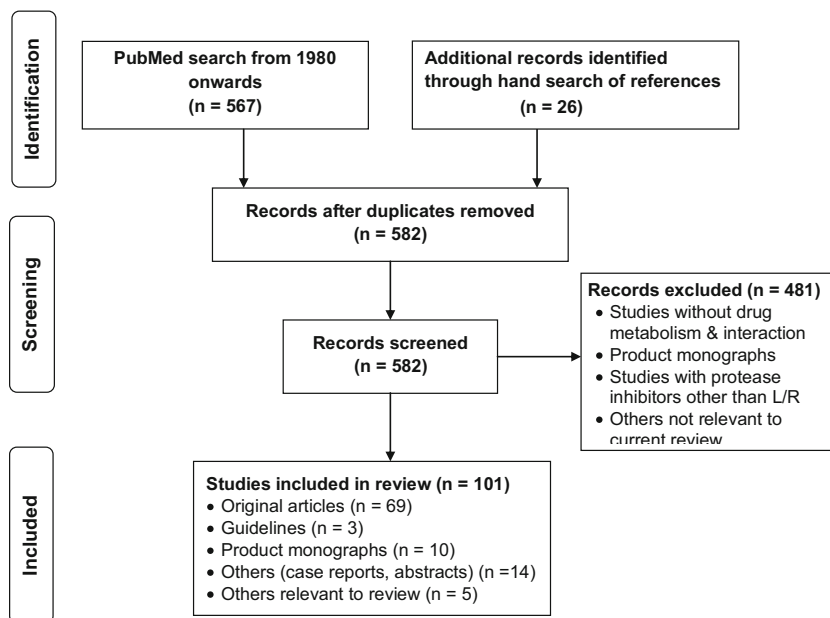 Identification
PubMed search from 1980
onwards
(n = 567)
Additional records identified
through hand search of references
(n = 26)
Records after duplicates removed
(n = 582)
Screening
Records screened
(n = 582)
Records excluded (n = 481)
• Studies without drug
metabolism & interaction
• Product monographs
• Studies with protease
inhibitors other than L/R
• Others not relevant to
current review
Included
Studies included in review (n = 101)
• Original articles (n = 69)
• Guidelines (n = 3)
• Product monographs (n = 10)
• Others (case reports, abstracts) (n =14)
• Others relevant to review (n = 5)